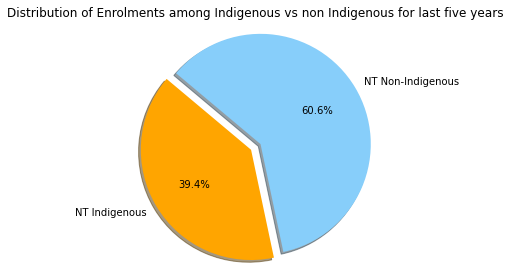 Distribution of Enrolments among Indigenous vs non Indigenous for last five years
NT Non-Indigenous
60.6%
39.4%
NT Indigenous